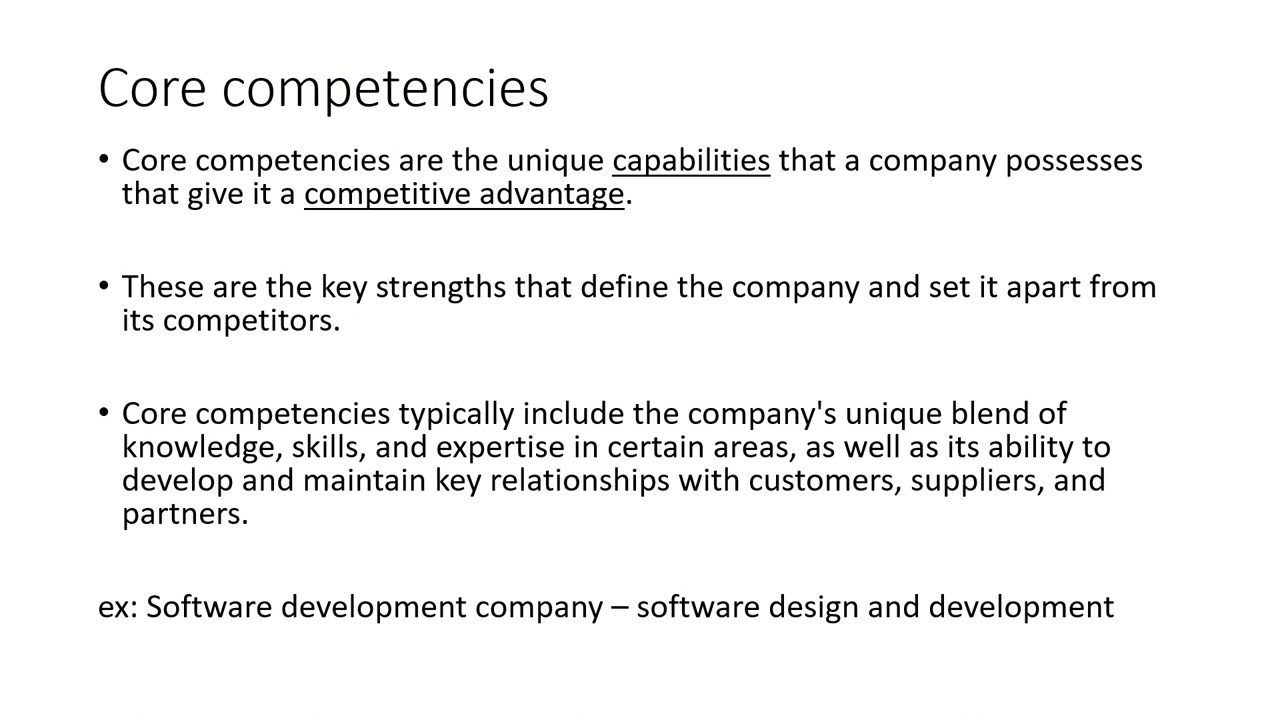 Core competencies
• Core competencies are the unique capabilities that a company possesses
that give it a competitive advantage.
• These are the key strengths that define the company and set it apart from
its competitors.
• Core competencies typically include the company's unique blend of
knowledge, skills, and expertise in certain areas, as well as its ability to
develop and maintain key relationships with customers, suppliers, and
partners.
ex: Software development company – software design and development